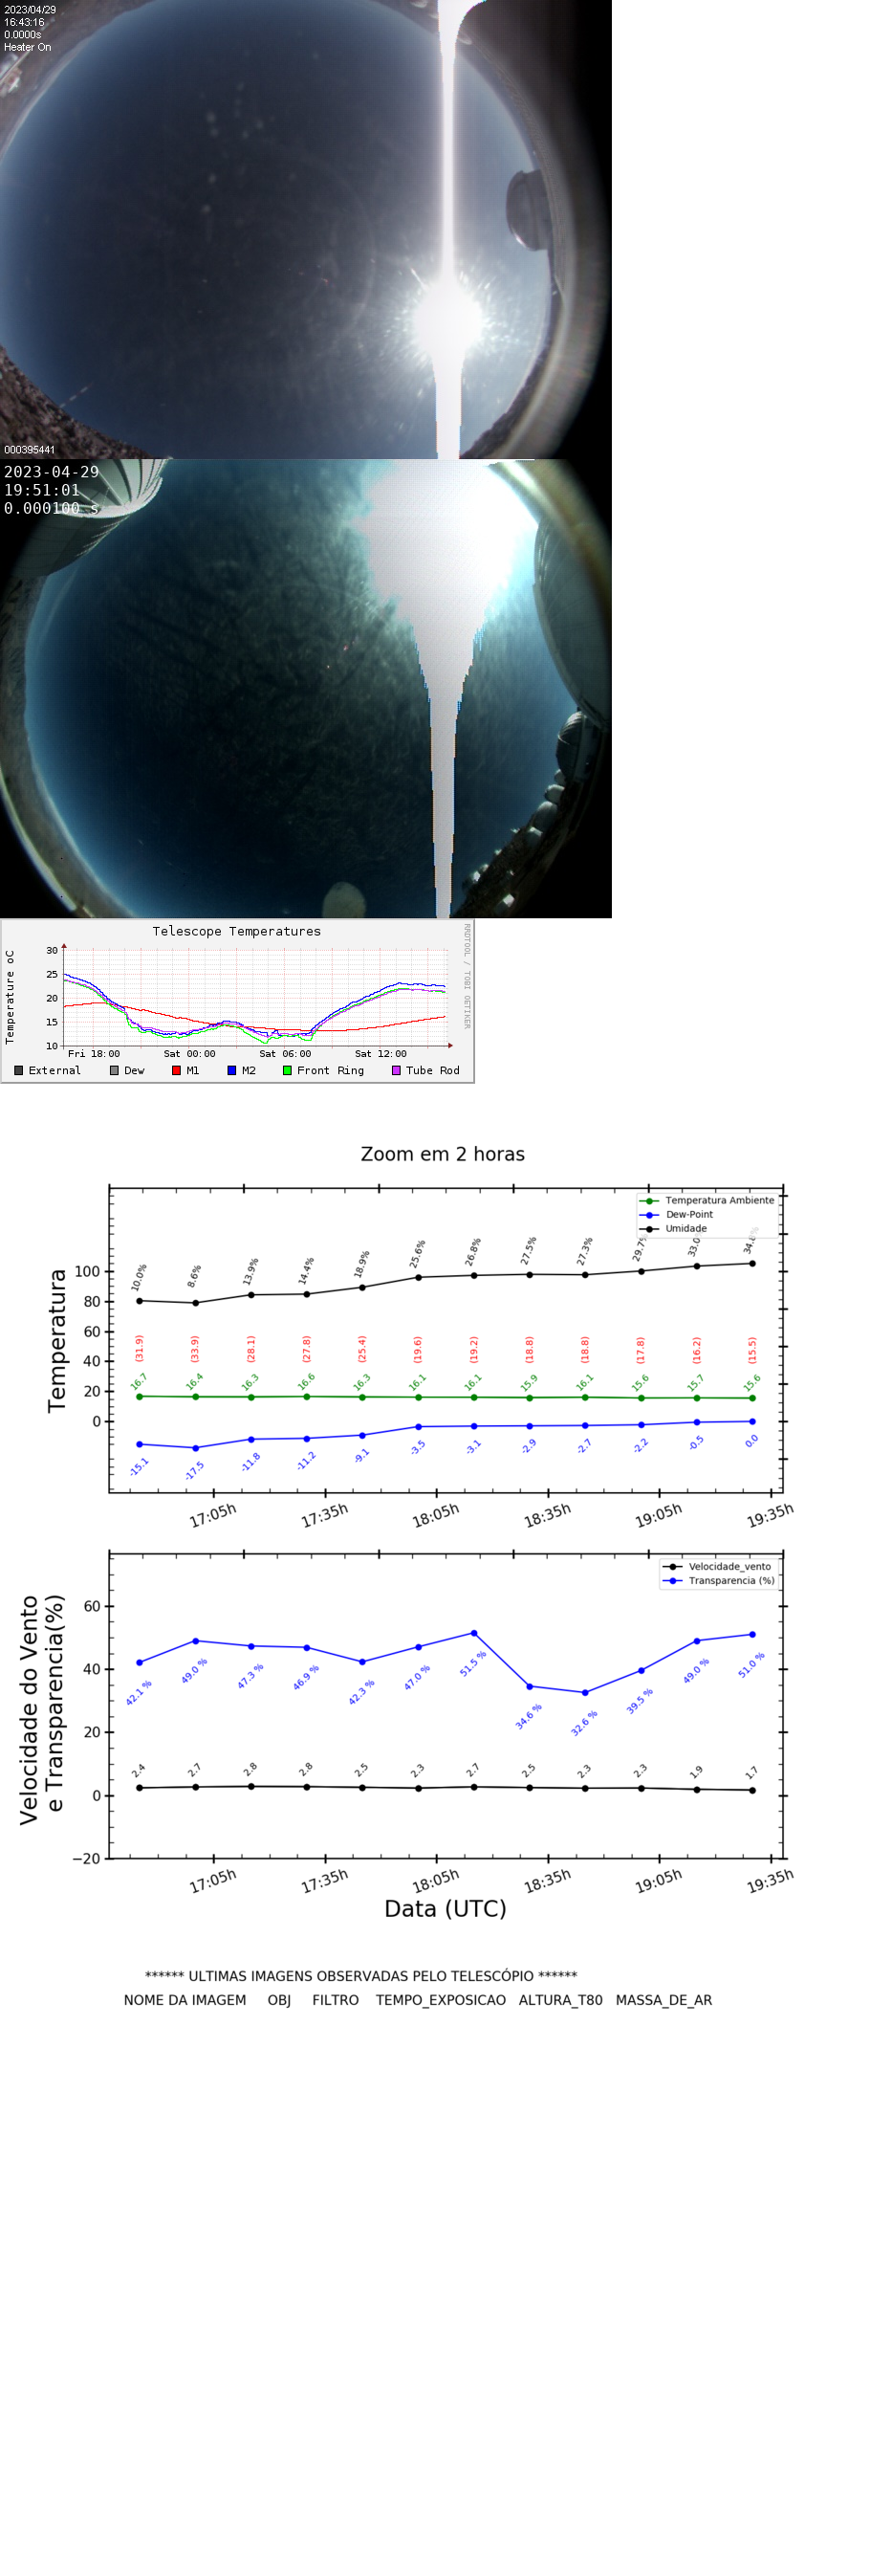 2023/04/29
16:43:16
0.0000s
Heater On
000395441
2023-04-29
19:51:01
0.000100 s
Telescope Temperatures
RRDTOOL / TOBI OETIKER
Temperature oC
30
25
20
15
10
Fri 18:00 Sat 00:00 Sat 06:00 Sat 12:00
External Dew M1 M2 Front Ring Tube Rod
Zoom em 2 horas
Temperatura Ambiente
Dew-Point
Umidade
Temperatura
100
80
60
40
20
0
10.0% 8.6% 13.9% 14.4% 18.9% 25.6% 26.8% 27.5% 27.3% 29.7% 33.0%
(31.9) (33.9) (28.1) (27.8) (25.4) (19.6) (19.2) (18.8) (18.8) (17.8) (16.2) (15.5)
16.7 16.4 16.3 16.6 16.3 16.1 16.1 15.9 16.1 15.6 15.7 15.6
-15.1 -17.5 -11.8 -11.2 -9.1 -3.5 -3.1 -2.9 -2.7 -2.2 -0.5 0.0
17:05h 17:35h 18:05h 18:35h 19:05h 19:35h
Velocidade_vento
Transparencia (%)
Velocidade do Vento
e Transparencia(%)
60
40
20
0
−20
42.1 % 49.0 % 47.3 % 46.9 % 42.3 % 47.0 % 51.5 % 34.6 % 32.6 % 39.5 % 49.0 % 51.0 %
2.4 2.7 2.8 2.8 2.5 2.3 2.7 2.5 2.3 2.3 1.9 1.7
17:05h 17:35h 18:05h 18:35h 19:05h 19:35h
Data (UTC)
****** ULTIMAS IMAGENS OBSERVADAS PELO TELESCÓPIO ******
NOME DA IMAGEM OBJ FILTRO TEMPO_EXPOSICAO ALTURA_T80 MASSA_DE_AR